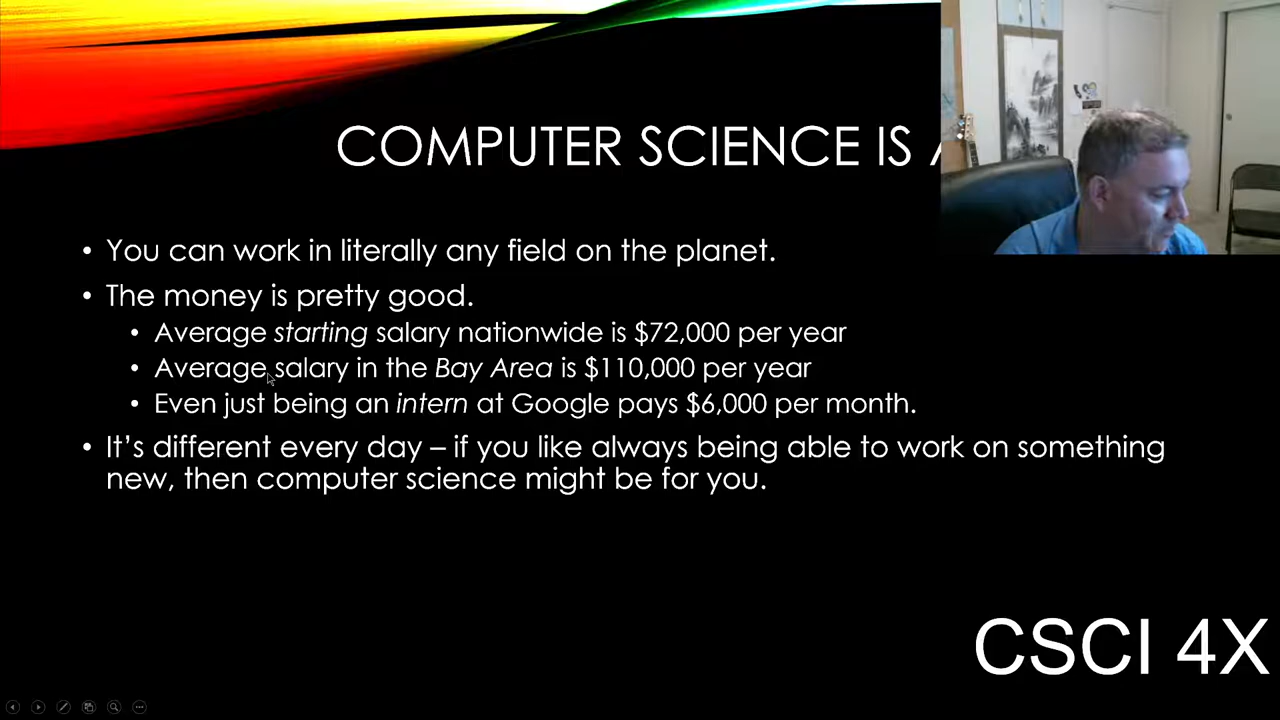 COMPUTER SCIENCE IS
• You can work in literally any field on the planet.
• The money is pretty good.
• Average starting salary nationwide is $72,000 per year
• Average salary in the Bay Area is $110,000 per year
• Even just being an intern at Google pays $6,000 per month.
• It's different every day – if you like always being able to work on something
new, then computer science might be for you.
CSCI 4X